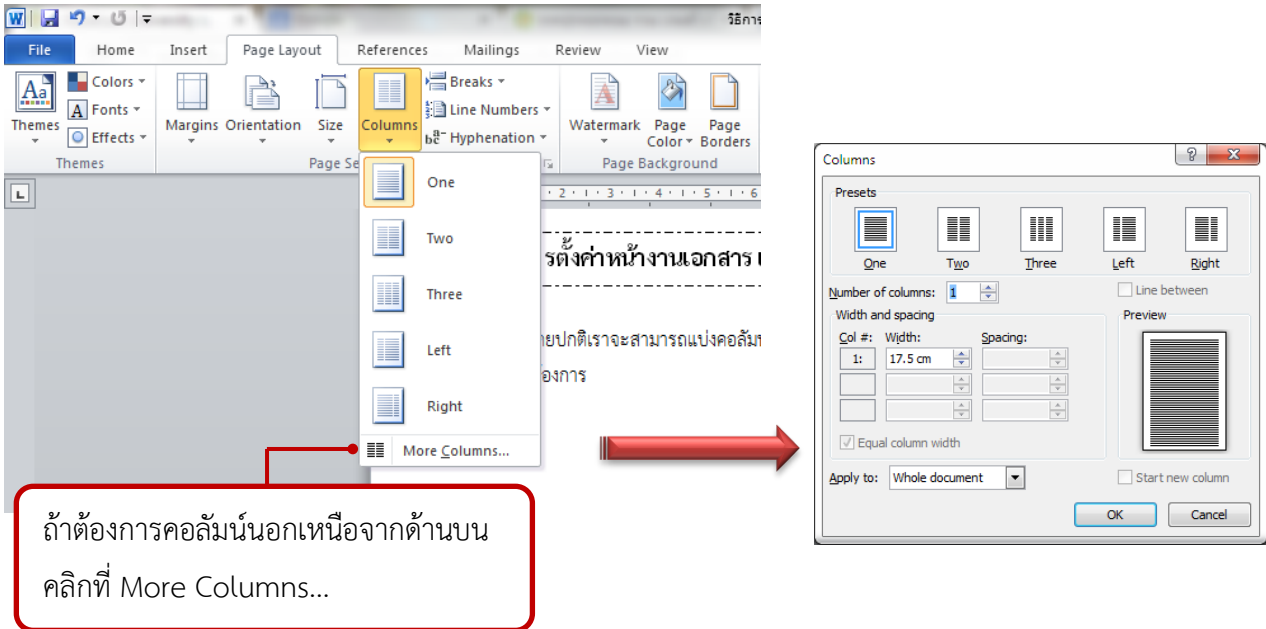 วิธีการ
File Home Insert Page Layout References Mailings Review View
Themes
Colors
Fonts
Effects
Margins
Orientation
Size
Columns
Breaks
Line Numbers
Hyphenation
Watermark
Page Color
Page Borders
Themes Page Se Page Background
2 3 4 5 6
One
Two
Three
Left
Right
More Columns...
รตั้งค่าหน้างานเอกสาร
ยปกติเราจะสามารถแบ่งคอลัม
องการ
ถ้าต้องการคอลัมน์นอกเหนือจากด้านบน
คลิกที่ More Columns...
Columns
Presets
One Two Three Left Right
Number of columns: 1
Line between
Width and spacing
Preview
Col #: Width: Spacing:
1: 17.5 cm
Equal column width
Apply to: Whole document
Start new column
OK Cancel